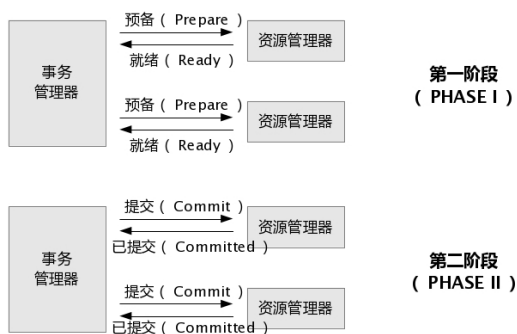 预备（ Prepare ）
资源管理器
就绪（ Ready ）
事务
管理器
第一阶段
（ PHASE I ）
预备（ Prepare ）
资源管理器
就绪（ Ready ）
提交（ Commit ）
资源管理器
已提交（ Committed ）
事务
管理器
第二阶段
（ PHASE II ）
提交（ Commit ）
资源管理器
已提交（ Committed ）